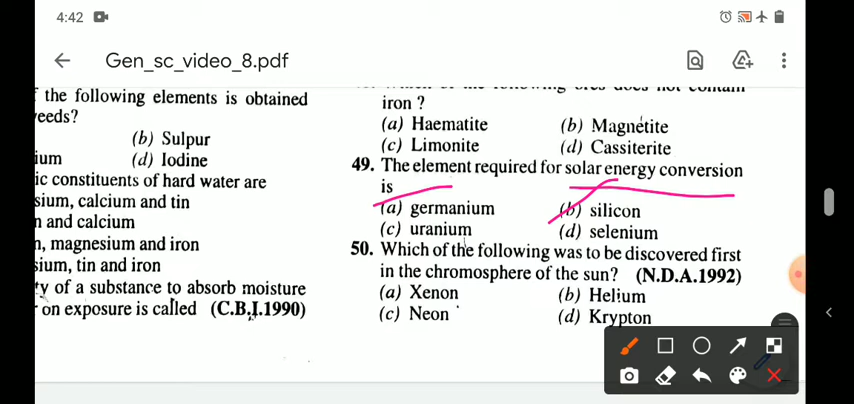 4:42
Gen_sc_video_8.pdf
the following elements is obtained
eeds?
(b) Sulpur
ium
(d) Iodine
ic constituents of hard water are
sium, calcium and tin
n and calcium
n, magnesium and iron
sium, tin and iron
ty of a substance to absorb moisture
on exposure is called (C.B.I.1990)
iron ?
(a) Haematite
(b) Magnetite
(c) Limonite
(d) Cassiterite
49. The element required for solar energy conversion
is
(a) germanium
(b) silicon
(c) uranium
(d) selenium
50. Which of the following was to be discovered first
in the chromosphere of the sun? (N.D.A.1992)
(a) Xenon
(b) Helium
(c) Neon
(d) Krypton